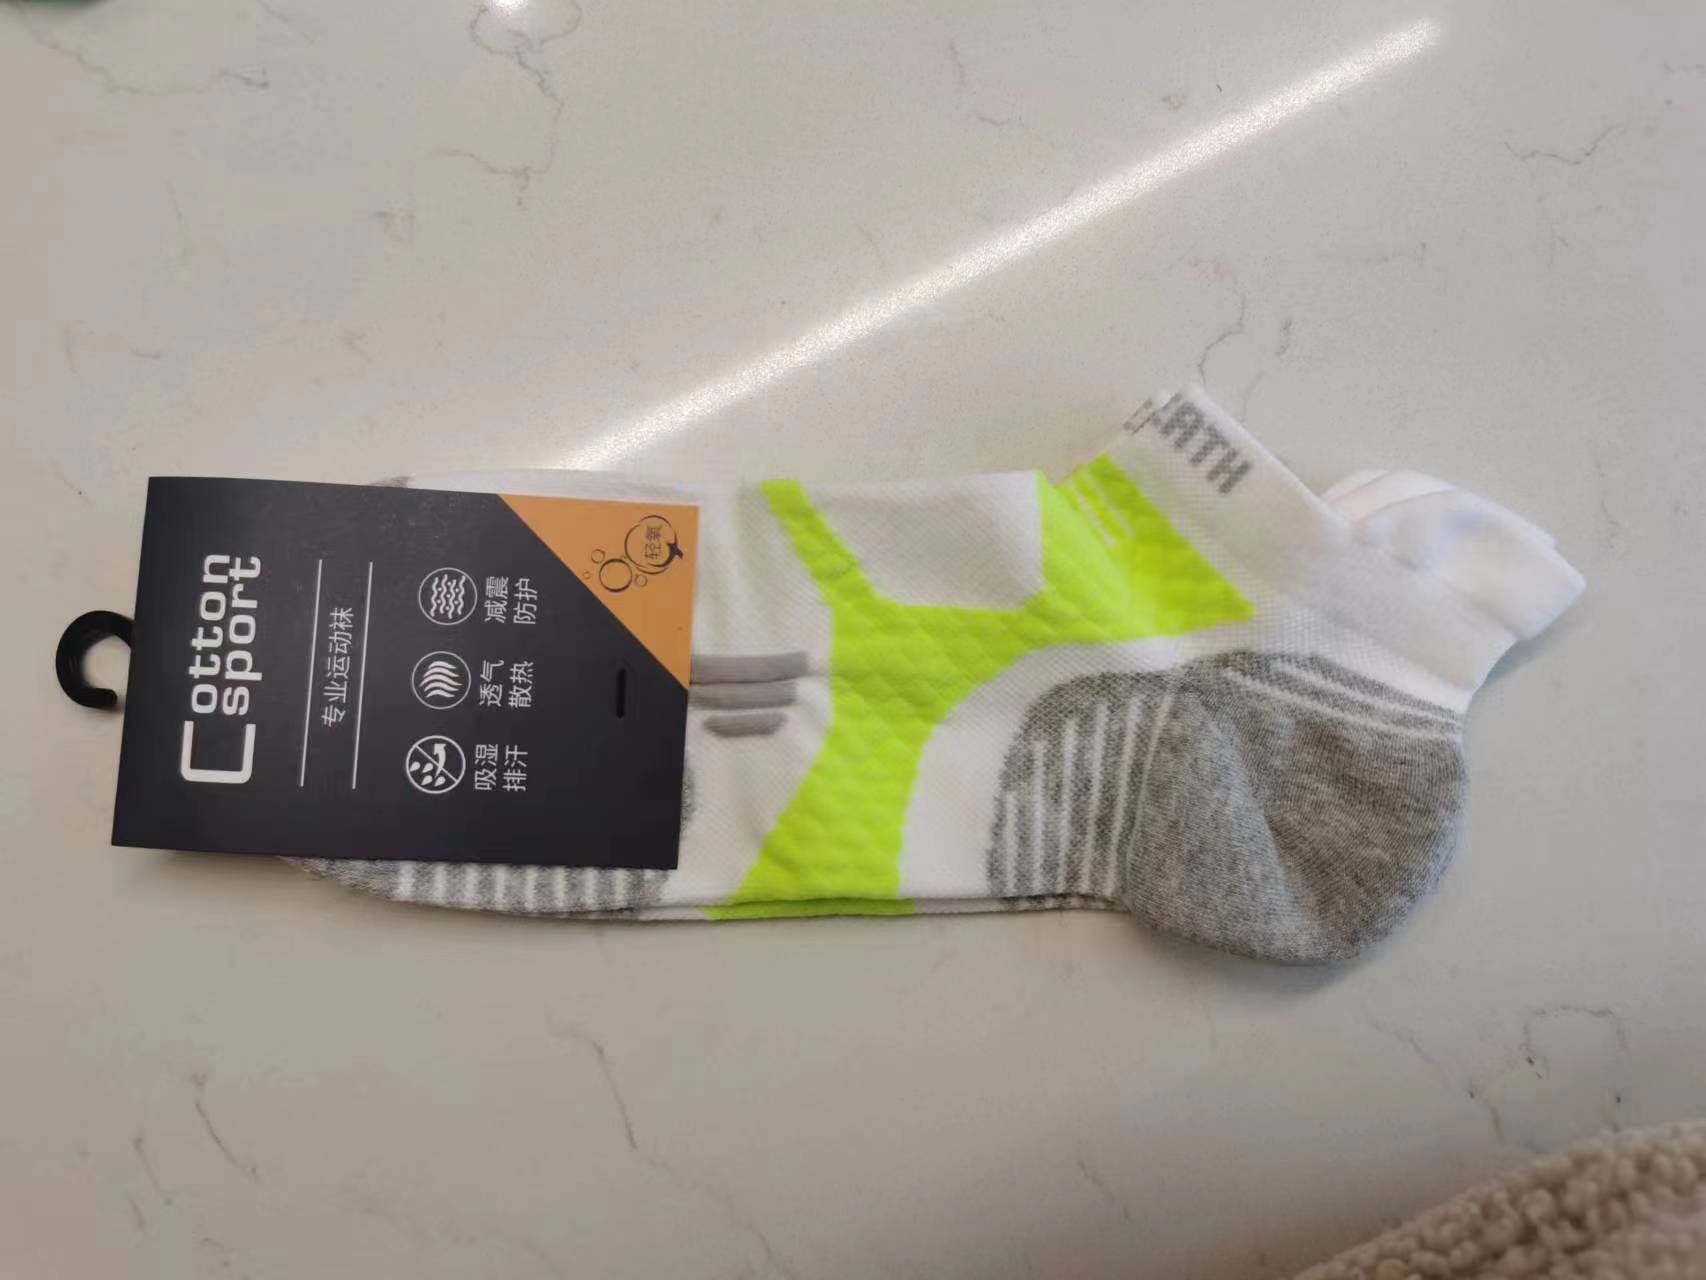 Cotton
sport
专业运动袜
吸湿
排汗
透气
散热
减震
防护
轻氧